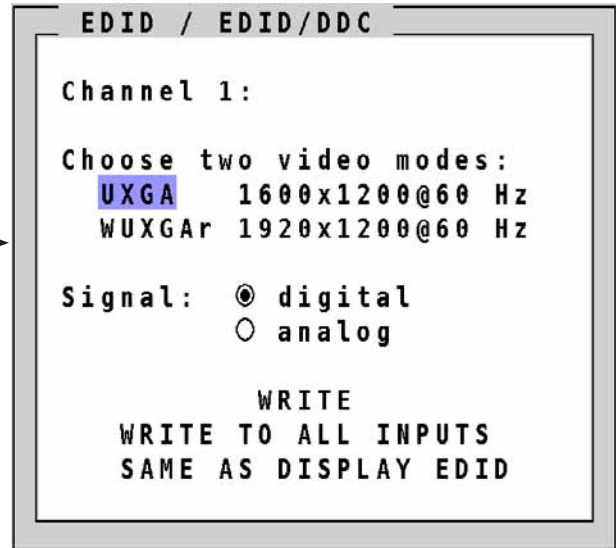 EDID / EDID/DDC
Channel 1:
Choose two video modes:
UXGA 1600x1200@60 Hz
WUXGAr 1920x1200@60 Hz
Signal: digital
analog
WRITE
WRITE TO ALL INPUTS
SAME AS DISPLAY EDID